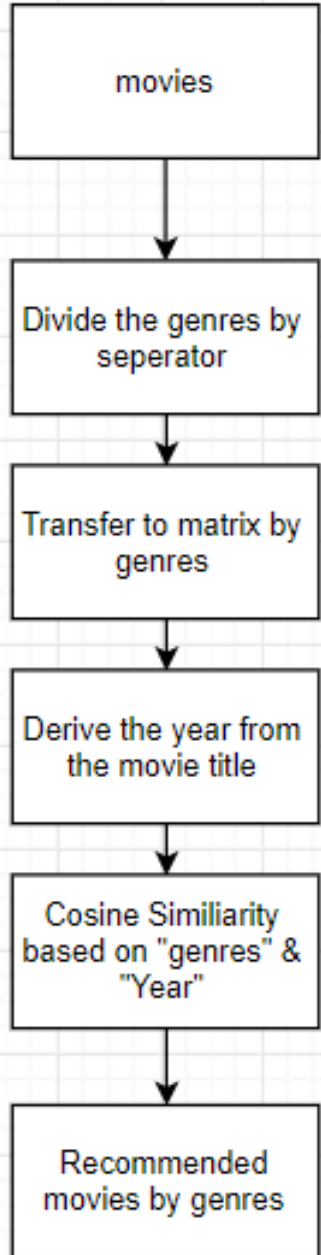 movies
Divide the genres by
seperator
Transfer to matrix by
genres
Derive the year from
the movie title
Cosine Similiarity
based on "genres" &
"Year"
Recommended
movies by genres